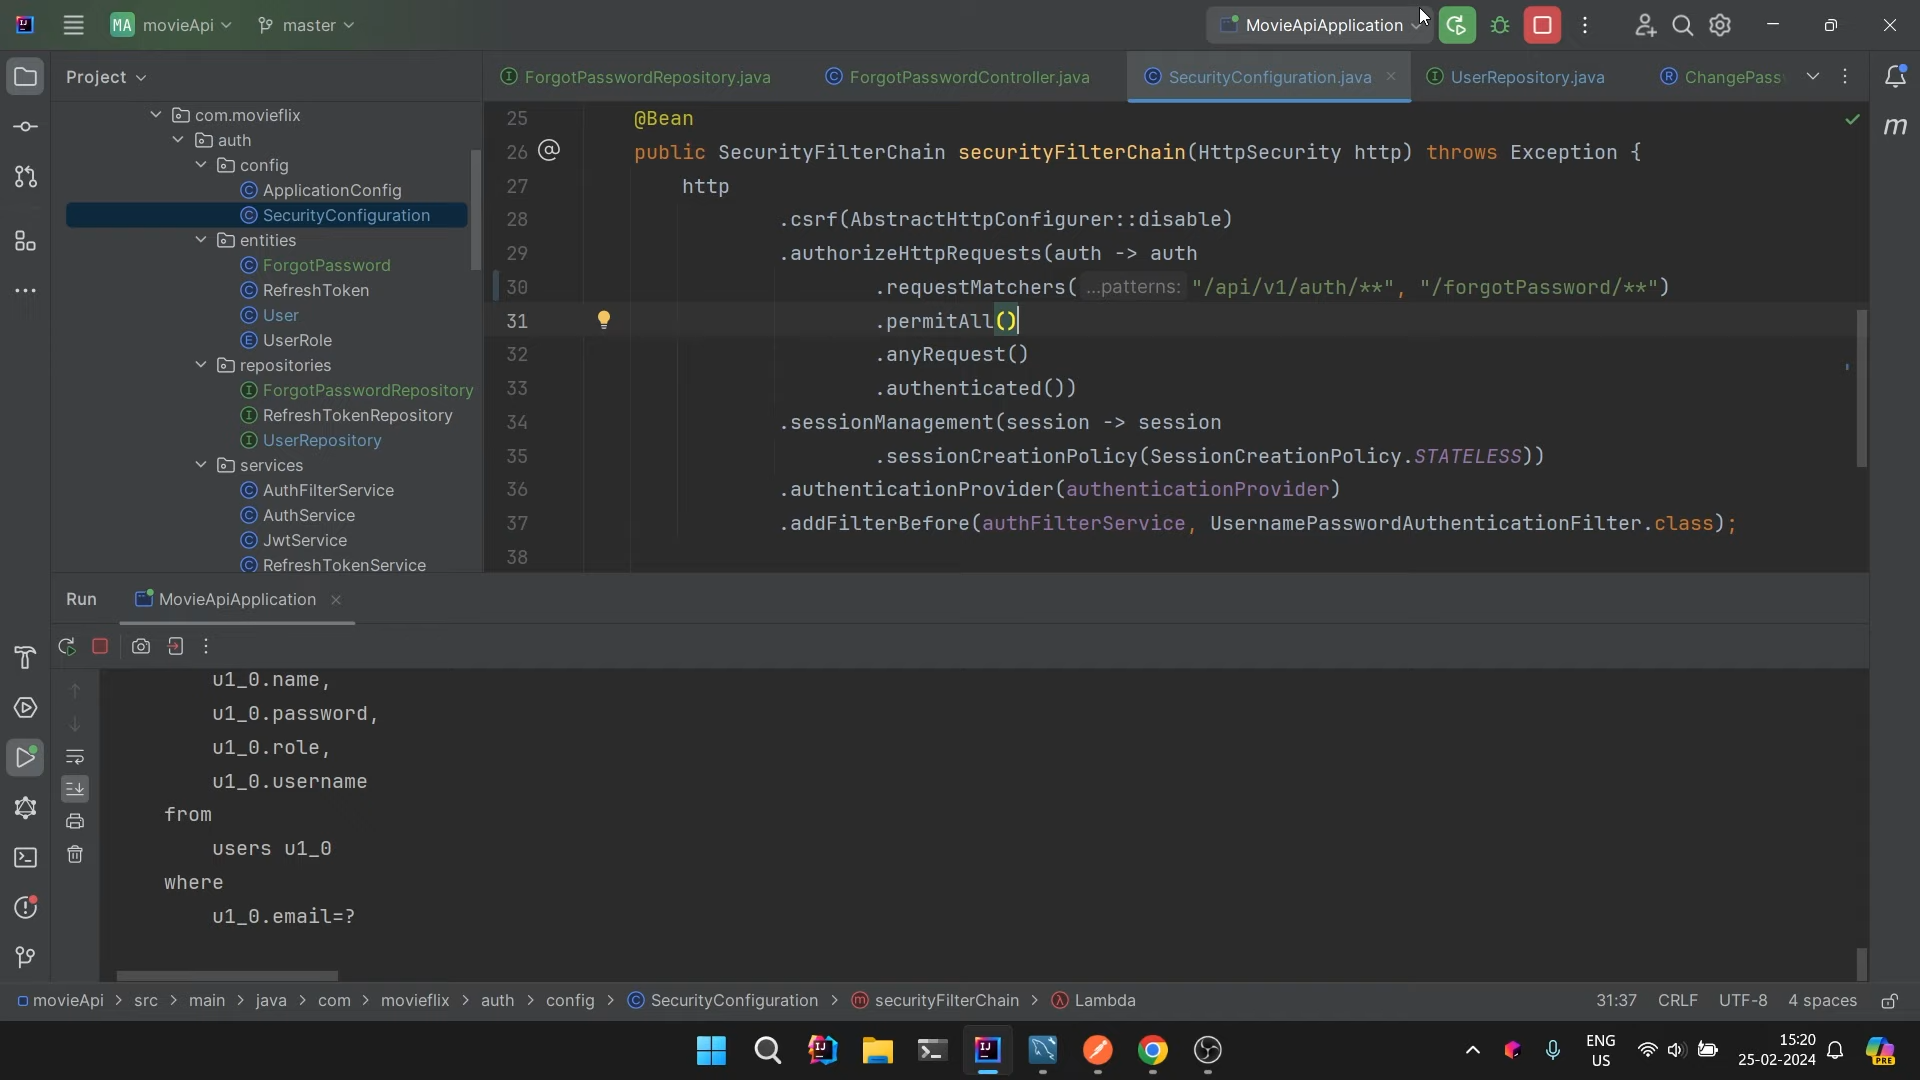 MA movieApi
master
MovieApiApplication
Project
ForgotPasswordRepository.java
ForgotPasswordController.java
SecurityConfiguration.java
UserRepository.java
ChangePass
com.movieflix
auth
config
ApplicationConfig
SecurityConfiguration
entities
ForgotPassword
RefreshToken
User
UserRole
repositories
ForgotPasswordRepository
RefreshTokenRepository
UserRepository
services
AuthFilterService
AuthService
JwtService
RefreshTokenService
25 @Bean
26 public SecurityFilterChain securityFilterChain(HttpSecurity http) throws Exception {
27 http
28 .csrf(AbstractHttpConfigurer::disable)
29 .authorizeHttpRequests(auth -> auth
30 .requestMatchers( ...patterns: "/api/v1/auth/**", "/forgotPassword/**")
31 .permitAll()
32 .anyRequest()
33 .authenticated())
34 .sessionManagement(session -> session
35 .sessionCreationPolicy(SessionCreationPolicy.STATELESS))
36 .authenticationProvider(authenticationProvider)
37 .addFilterBefore(authFilterService, UsernamePasswordAuthenticationFilter.class);
38
Run
MovieApiApplication
u1_0.name,
u1_0.password,
u1_0.role,
u1_0.username
from
users u1_0
where
u1_0.email=?
movieApi > src > main > java > com > movieflix > auth > config > SecurityConfiguration > securityFilterChain > Lambda
31:37 CRLF UTF-8 4 spaces
ENG
US
15:20
25-02-2024
PRE